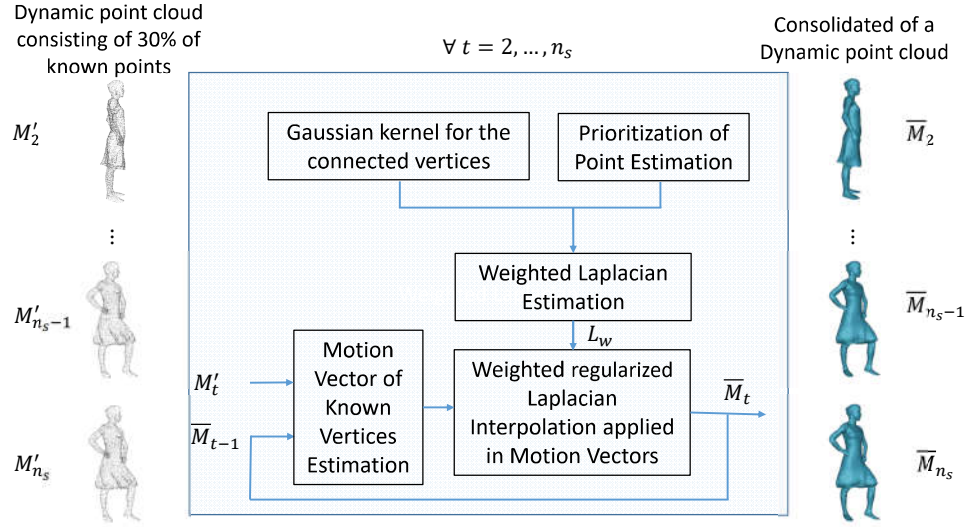 Dynamic point cloud
consisting of 30% of
known points
∀ t = 2, … , n_s
Consolidated of a
Dynamic point cloud
M′_2
⋮
M′_{n_s−1}
M′_{n_s}
Gaussian kernel for the
connected vertices
Prioritization of
Point Estimation
Weighted Laplacian
Estimation
L_w
M′_t
M̅_{t−1}
Motion
Vector of
Known
Vertices
Estimation
Weighted regularized
Laplacian
Interpolation applied
in Motion Vectors
M̅_t
M̅_2
⋮
M̅_{n_s−1}
M̅_{n_s}